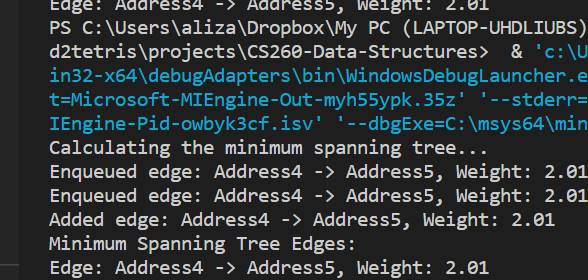 Edge: Address4 -> Address5, Weight: 2.01
PS C:\Users\aliza\Dropbox\My PC (LAPTOP-UHDLIUBS)
d2tetris\projects\CS260-Data-Structures>  & 'c:\U
in32-x64\debugAdapters\bin\WindowsDebugLauncher.e
t=Microsoft-MIEngine-Out-myh55ypk.35z' '--stderr=
IEngine-Pid-owbyk3cf.isv' '--dbgExe=C:\msys64\min
Calculating the minimum spanning tree...
Enqueued edge: Address4 -> Address5, Weight: 2.01
Enqueued edge: Address4 -> Address5, Weight: 2.01
Added edge: Address4 -> Address5, Weight: 2.01
Minimum Spanning Tree Edges:
Edge: Address4 -> Address5, Weight: 2.01